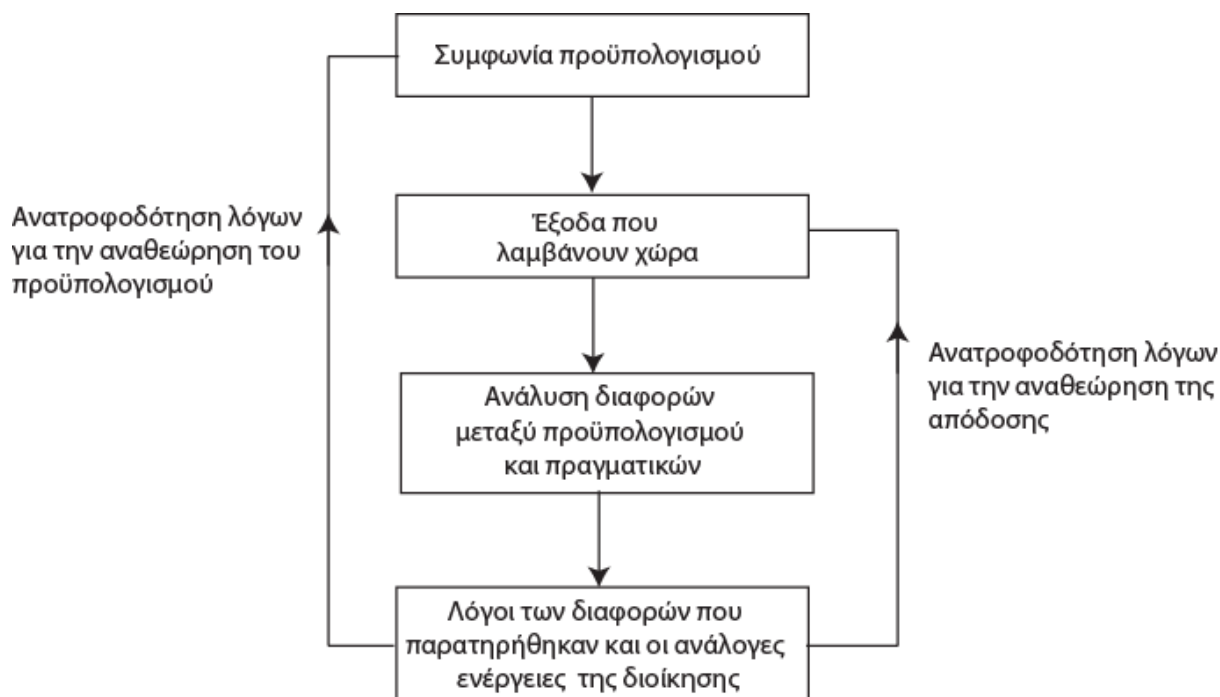 Συμφωνία προϋπολογισμού
Ανατροφοδότηση λόγων
για την αναθεώρηση του
προϋπολογισμού
Έξοδα που
λαμβάνουν χώρα
Ανατροφοδότηση λόγων
για την αναθεώρηση της
απόδοσης
Ανάλυση διαφορών
μεταξύ προϋπολογισμού
και πραγματικών
Λόγοι των διαφορών που
παρατηρήθηκαν και οι ανάλογες
ενέργειες της διοίκησης